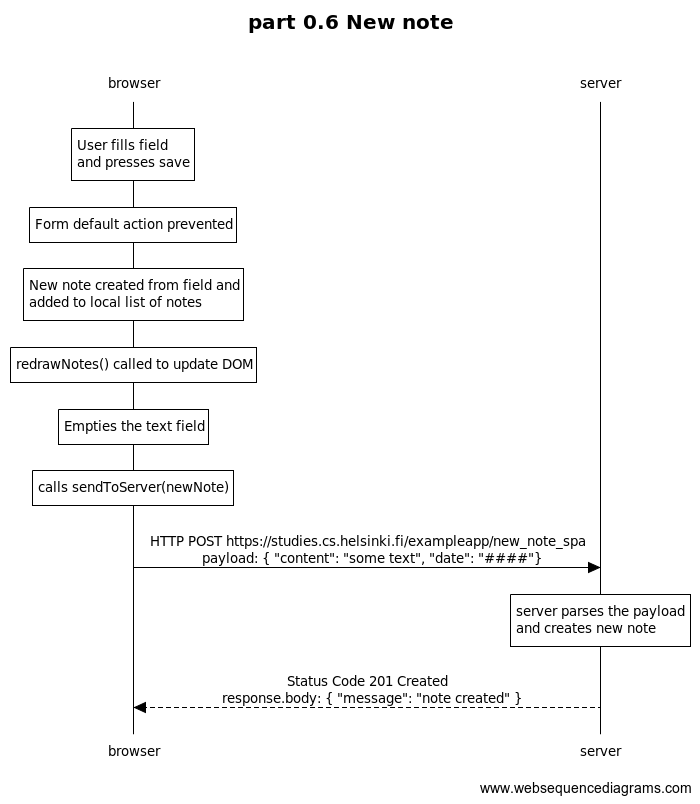 part 0.6 New note
browser
server
User fills field
and presses save
Form default action prevented
New note created from field and
added to local list of notes
redrawNotes() called to update DOM
Empties the text field
calls sendToServer(newNote)
HTTP POST https://studies.cs.helsinki.fi/exampleapp/new_note_spa
payload: { "content": "some text", "date": "####"}
server parses the payload
and creates new note
Status Code 201 Created
response.body: { "message": "note created" }
browser
server
www.websequencediagrams.com